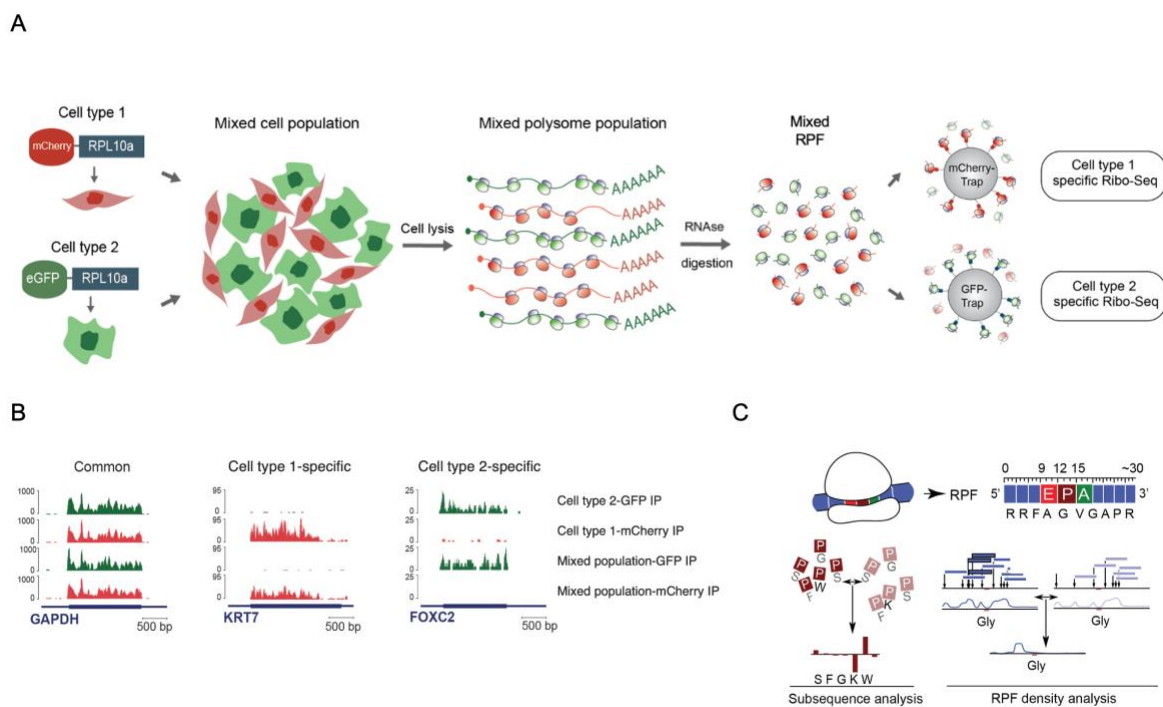 A
Cell type 1
mCherry
RPL10a
Cell type 2
eGFP
RPL10a
Mixed cell population
Cell lysis
Mixed polysome population
AAAAAA
AAAAA
AAAAAA
AAAAA
AAAAA
AAAAAA
RNAse
digestion
Mixed
RPF
mCherry-
Trap
GFP-
Trap
Cell type 1
specific Ribo-Seq
Cell type 2
specific Ribo-Seq
B
Common
1000
0
1000
0
1000
0
1000
0
GAPDH
500 bp
Cell type 1-specific
95
0
95
0
95
0
95
0
KRT7
500 bp
Cell type 2-specific
25
0
25
0
25
0
25
0
FOXC2
500 bp
Cell type 2-GFP IP
Cell type 1-mCherry IP
Mixed population-GFP IP
Mixed population-mCherry IP
C
RPF
0 9 12 15 ~30
5' E P A 3'
R R F A G V G A P R
P
G
P
S
P
W
P
F
P
S
P
S
P
G
P
F
P
K
P
S
S F G K W
Subsequence analysis
Gly
Gly
Gly
RPF density analysis